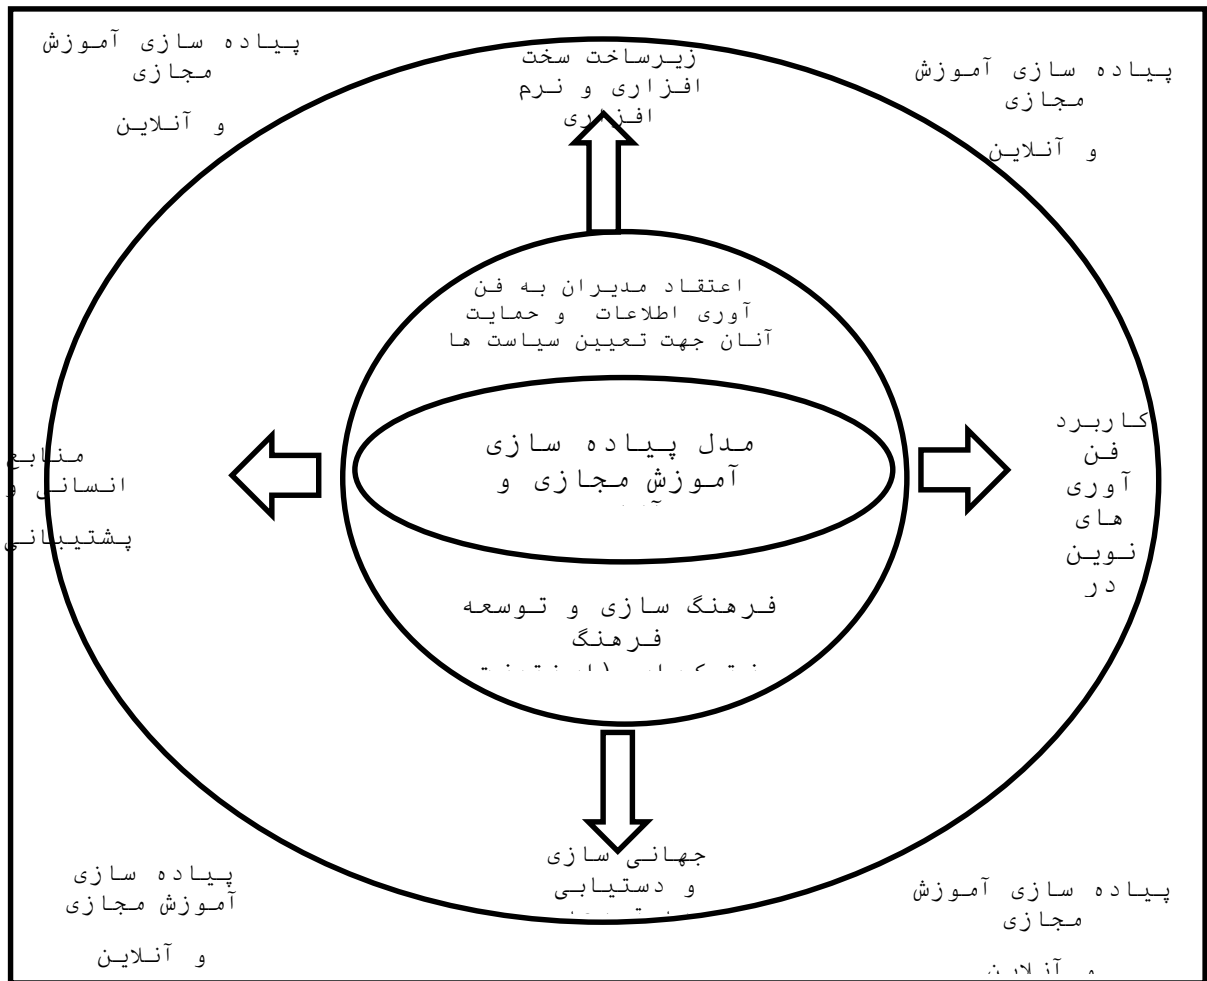 پیاده سازی آموزش
مجازی
و آنلاین
زیرساخت سخت
افزاری و نرم
افزاری
پیاده سازی آموزش
مجازی
و آنلاین
اعتقاد مدیران به فن
آوری اطلاعات و حمایت
آنان جهت تعیین سیاست ها
مدل پیاده سازی
آموزش مجازی و
کاربرد
فن
آوری
های
نوین
در
منابع
انسانی و
پشتیبانی
فرهنگ سازی و توسعه
فرهنگ
جهانی سازی
و دستیابی
پیاده سازی
آموزش مجازی
و آنلاین
پیاده سازی آموزش
مجازی
و آنلاین